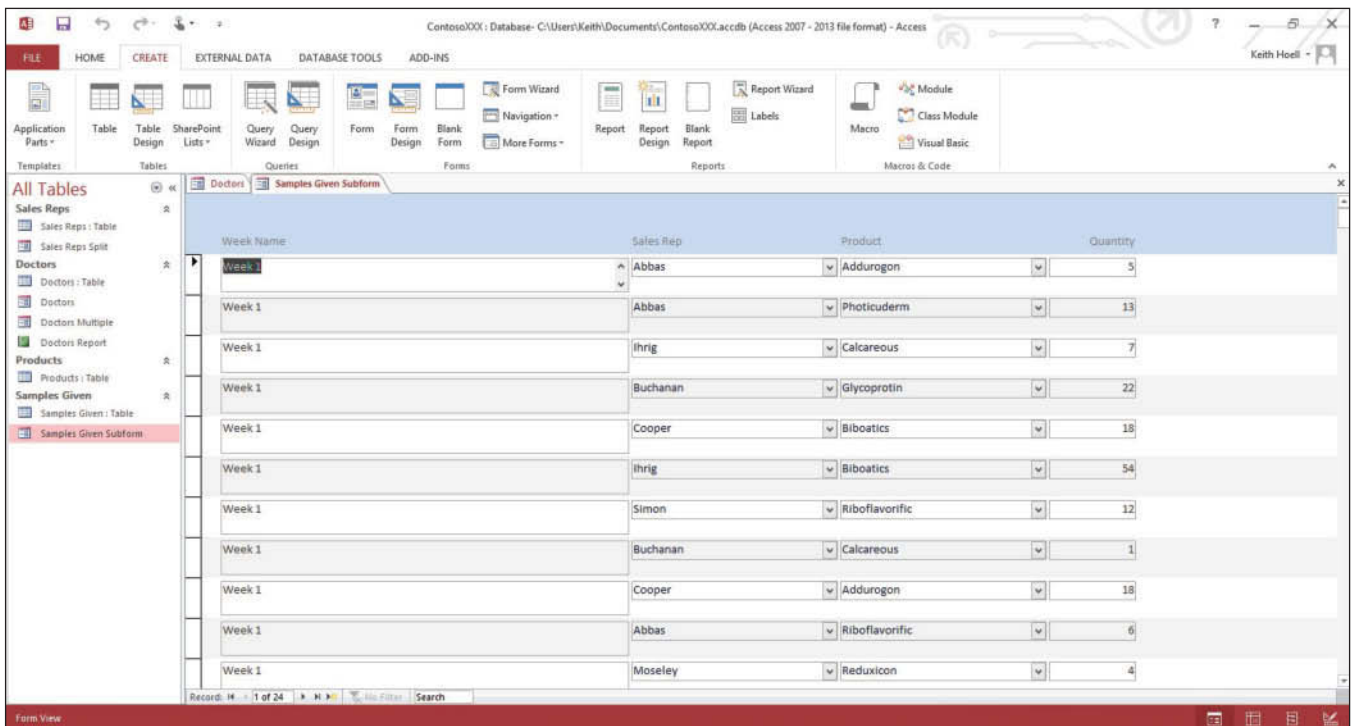 ContosoXXX : Database- C:\Users\Keith\Documents\ContosoXXX.accdb (Access 2007 - 2013 file format) - Access
?
FILE HOME CREATE EXTERNAL DATA DATABASE TOOLS ADD-INS
Keith Hoell
Application Parts
Table
Table Design
SharePoint Lists
Query Wizard
Query Design
Form
Form Design
Blank Form
Form Wizard
Navigation
More Forms
Report
Report Design
Blank Report
Report Wizard
Labels
Macro
Module
Class Module
Visual Basic
Templates Tables Queries Forms Reports Macros & Code
All Tables
Sales Reps
Sales Reps : Table
Sales Reps Split
Doctors
Doctors : Table
Doctors
Doctors Multiple
Doctors Report
Products
Products : Table
Samples Given
Samples Given : Table
Samples Given Subform
Doctors Samples Given Subform
Week Name Sales Rep Product Quantity
Week 1 Abbas Addurogon 5
Week 1 Abbas Photicuderm 13
Week 1 Ihrig Calcareous 7
Week 1 Buchanan Glycoprotin 22
Week 1 Cooper Biboatics 18
Week 1 Ihrig Biboatics 54
Week 1 Simon Riboflavorific 12
Week 1 Buchanan Calcareous 1
Week 1 Cooper Addurogon 18
Week 1 Abbas Riboflavorific 6
Week 1 Moseley Reduxicon 4
Record: 1 of 24 No Filter Search
Form View